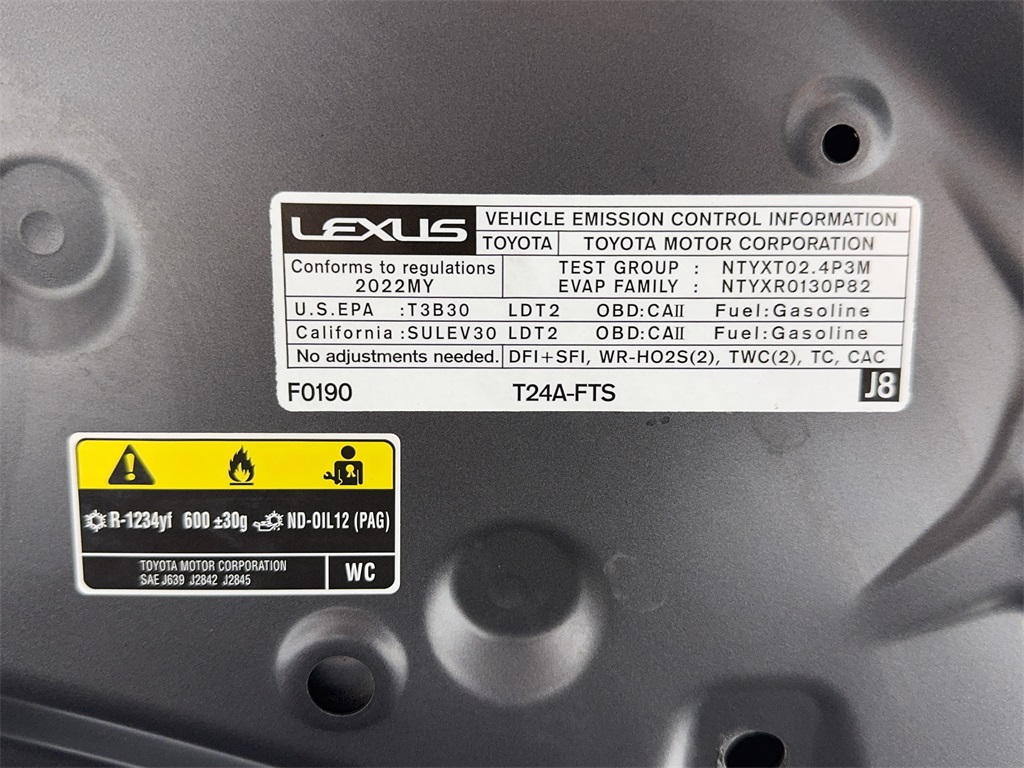 LEXUS
VEHICLE EMISSION CONTROL INFORMATION
TOYOTA TOYOTA MOTOR CORPORATION
Conforms to regulations
2022MY
TEST GROUP : NTYXT02.4P3M
EVAP FAMILY : NTYXR0130P82
U.S.EPA :T3B30 LDT2 OBD:CAII Fuel:Gasoline
California :SULEV30 LDT2 OBD:CAII Fuel:Gasoline
No adjustments needed. DFI+SFI, WR-HO2S(2), TWC(2), TC, CAC
F0190 T24A-FTS J8
R-1234yf 600 ±30g ND-OIL12 (PAG)
TOYOTA MOTOR CORPORATION
SAE J639 J2842 J2845
WC